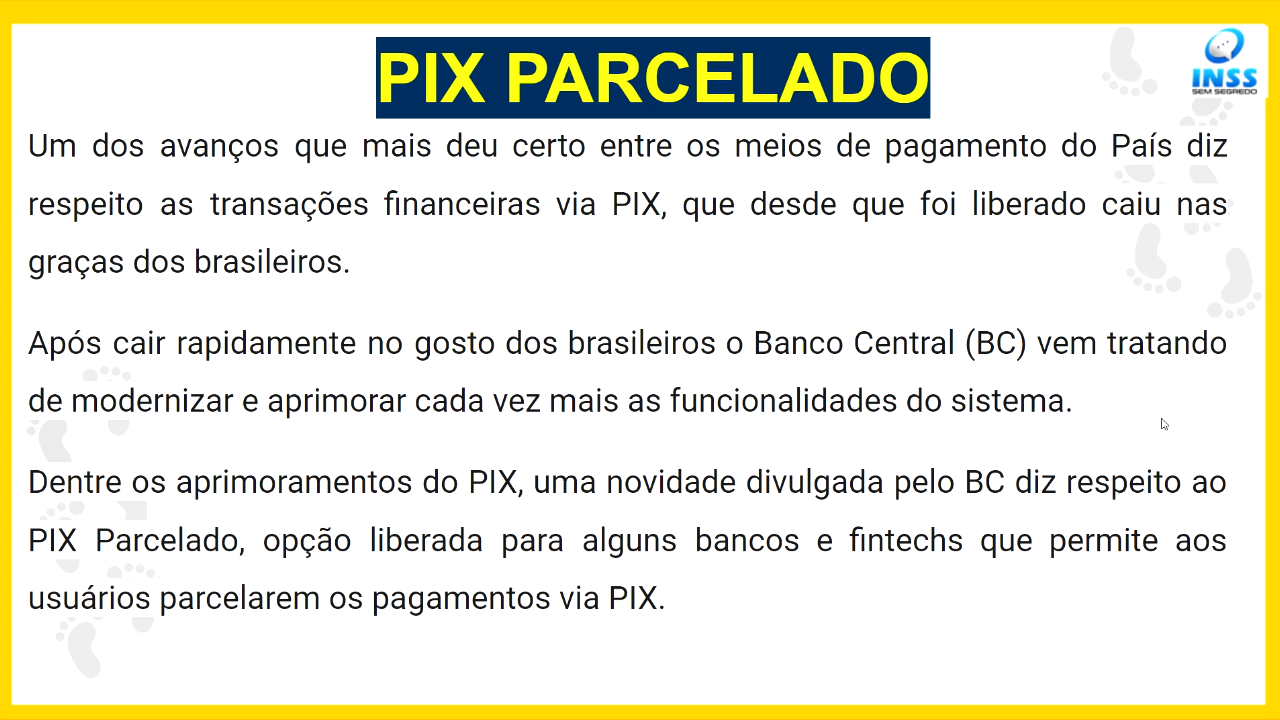 PIX PARCELADO
INSS
SEM SEGREDO
Um dos avanços que mais deu certo entre os meios de pagamento do País diz
respeito as transações financeiras via PIX, que desde que foi liberado caiu nas
graças dos brasileiros.
Após cair rapidamente no gosto dos brasileiros o Banco Central (BC) vem tratando
de modernizar e aprimorar cada vez mais as funcionalidades do sistema.
Dentre os aprimoramentos do PIX, uma novidade divulgada pelo BC diz respeito ao
PIX Parcelado, opção liberada para alguns bancos e fintechs que permite aos
usuários parcelarem os pagamentos via PIX.